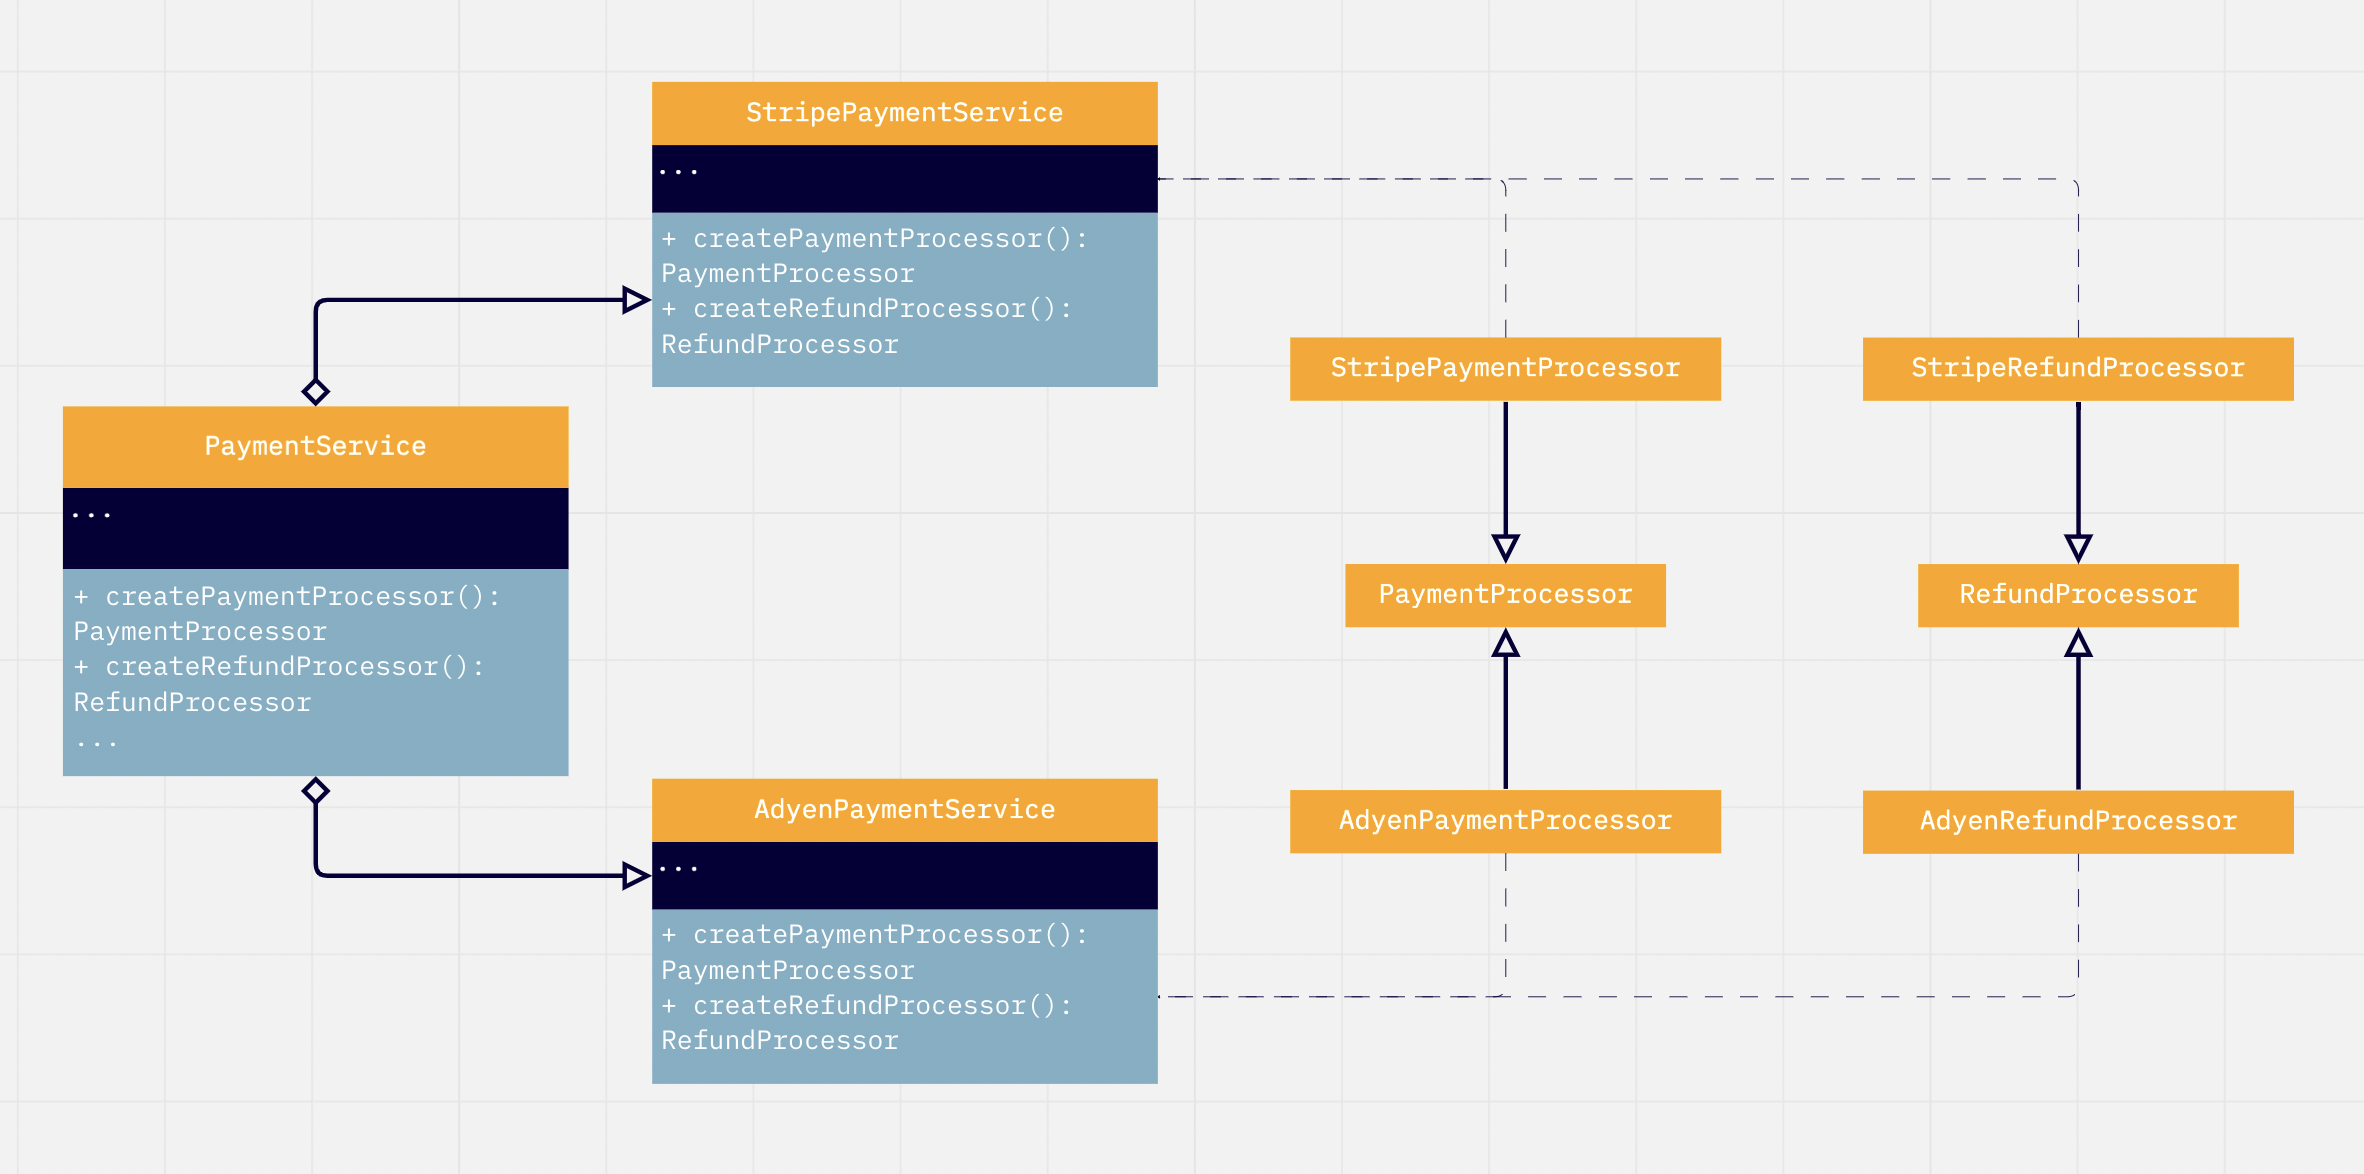 StripePaymentService
...
+ createPaymentProcessor():
PaymentProcessor
+ createRefundProcessor():
RefundProcessor
StripePaymentProcessor
StripeRefundProcessor
PaymentService
...
+ createPaymentProcessor():
PaymentProcessor
+ createRefundProcessor():
RefundProcessor
...
PaymentProcessor
RefundProcessor
AdyenPaymentService
...
+ createPaymentProcessor():
PaymentProcessor
+ createRefundProcessor():
RefundProcessor
AdyenPaymentProcessor
AdyenRefundProcessor